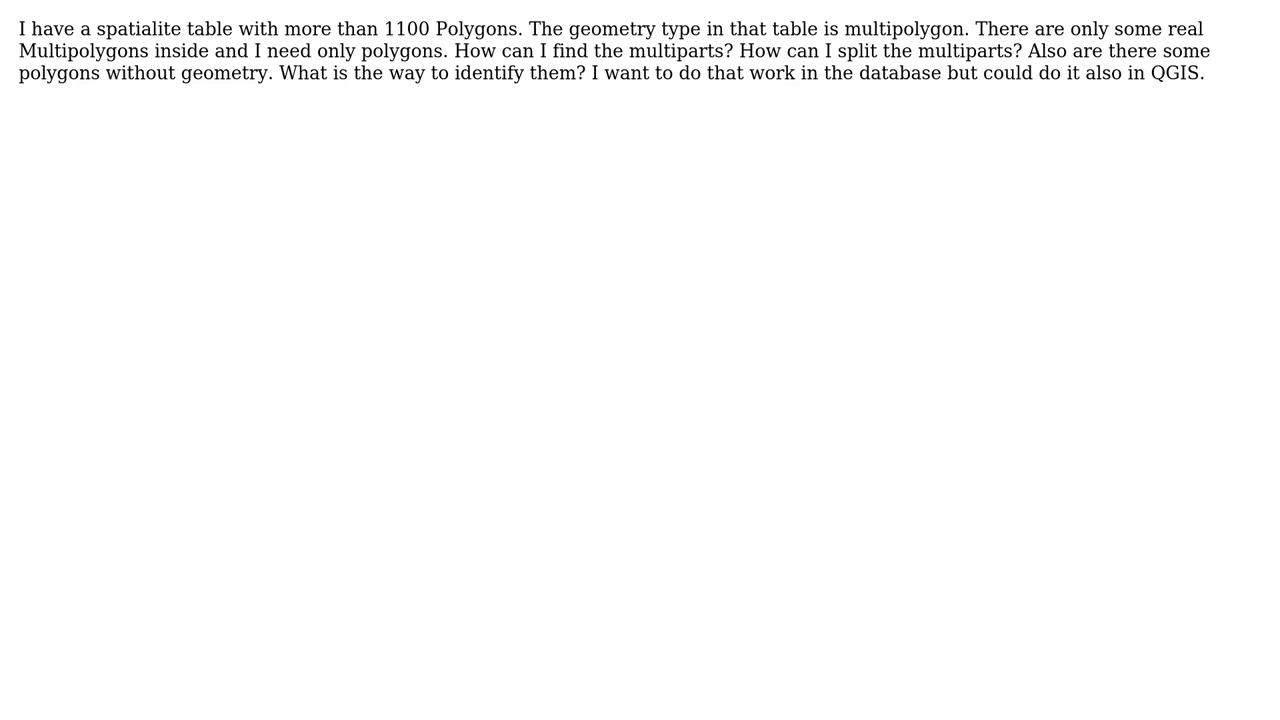 I have a spatialite table with more than 1100 Polygons. The geometry type in that table is multipolygon. There are only some real
Multipolygons inside and I need only polygons. How can I find the multiparts? How can I split the multiparts? Also are there some
polygons without geometry. What is the way to identify them? I want to do that work in the database but could do it also in QGIS.